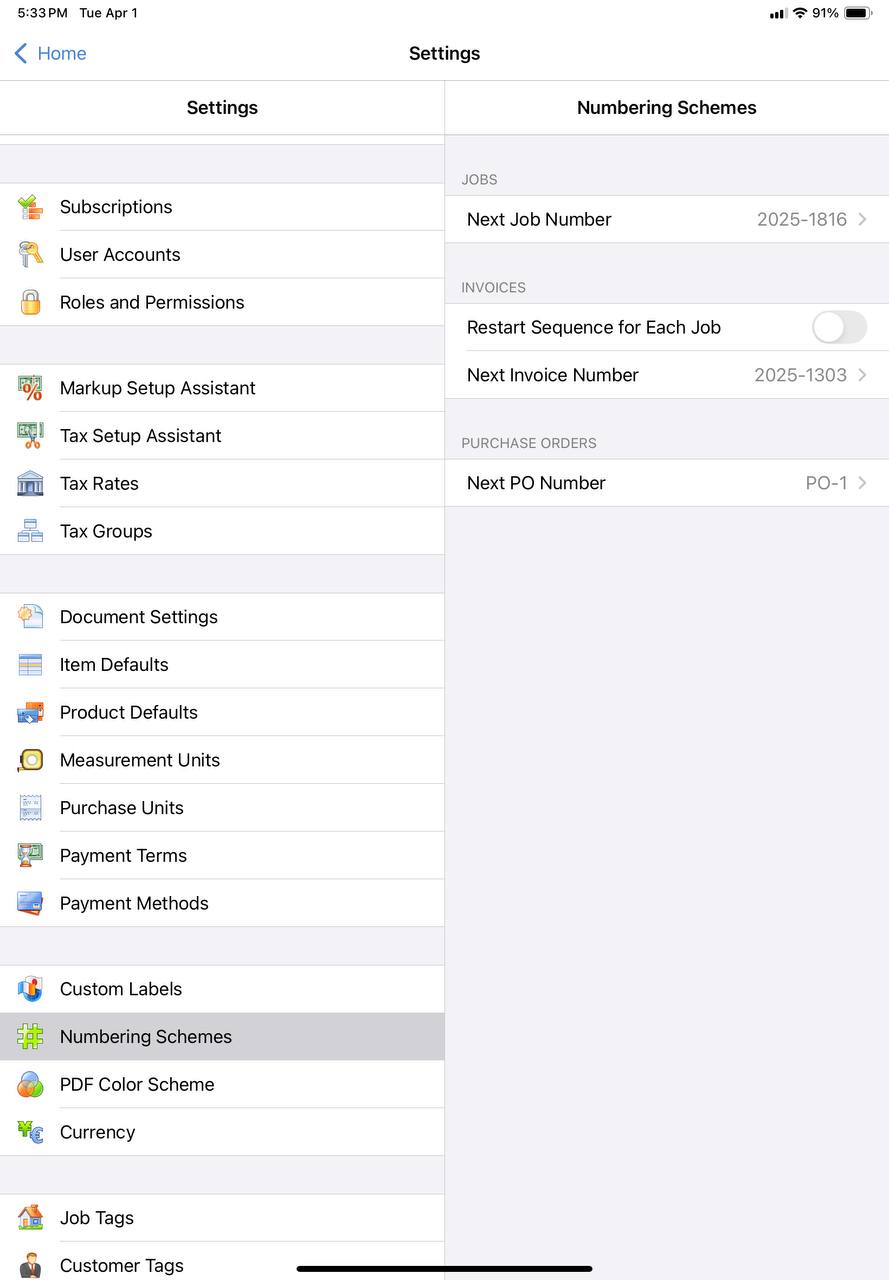 5:33 PM Tue Apr 1 91%
Home
Settings
Settings
Subscriptions
User Accounts
Roles and Permissions
Markup Setup Assistant
Tax Setup Assistant
Tax Rates
Tax Groups
Document Settings
Item Defaults
Product Defaults
Measurement Units
Purchase Units
Payment Terms
Payment Methods
Custom Labels
Numbering Schemes
PDF Color Scheme
Currency
Job Tags
Customer Tags
Numbering Schemes
JOBS
Next Job Number 2025-1816
INVOICES
Restart Sequence for Each Job
Next Invoice Number 2025-1303
PURCHASE ORDERS
Next PO Number PO-1